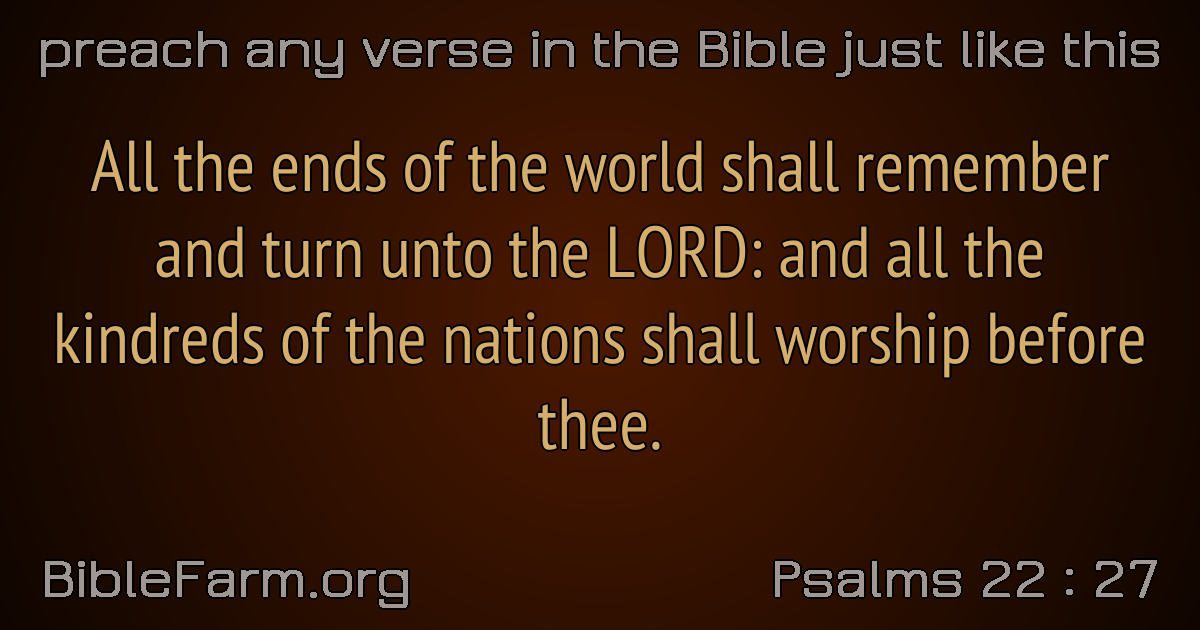 preach any verse in the Bible just like this
All the ends of the world shall remember
and turn unto the LORD: and all the
kindreds of the nations shall worship before
thee.
BibleFarm.org
Psalms 22 : 27